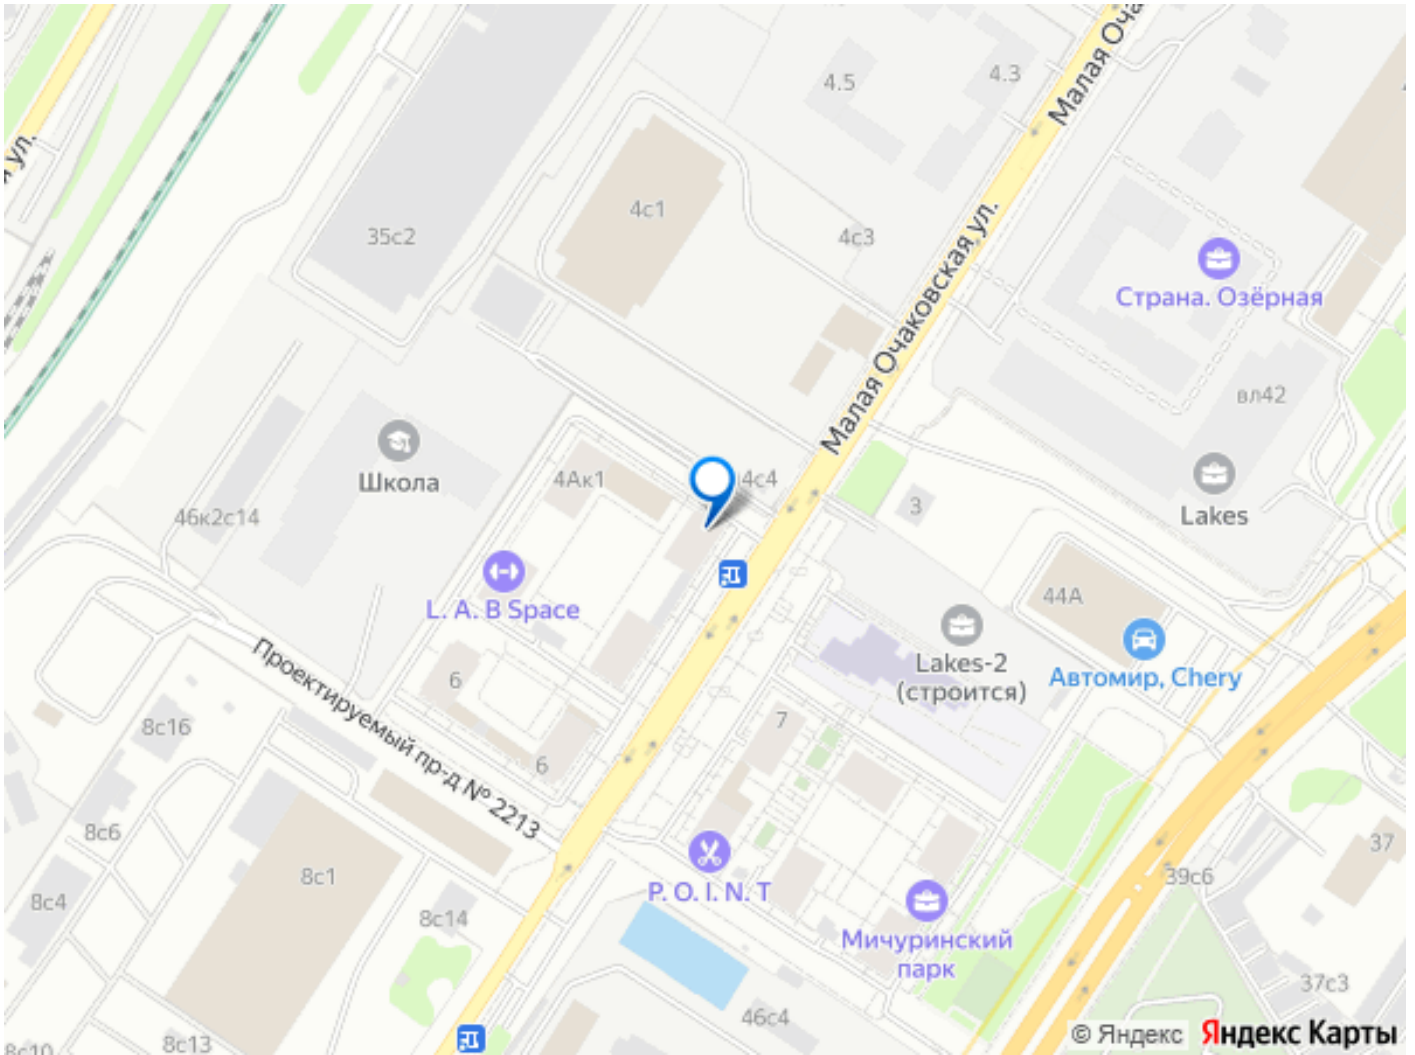 Малая Оча
4.5
4.3
я ул.
4с1
4с3
35с2
Малая Очаковская ул.
Страна. Озёрная
вл42
4Ак1
4с4
Школа
3
Lakes
46к2с14
44А
L. A. B Space
Lakes-2
(строится)
Автомир, Chery
Проектируемый пр-д № 2213
6
7
8с16
6
8с6
37
8с1
P. O. I. N. T
39с6
8с4
8с14
Мичуринский
парк
37с3
46с4
8с13
8с10
© Яндекс
Яндекс Карты